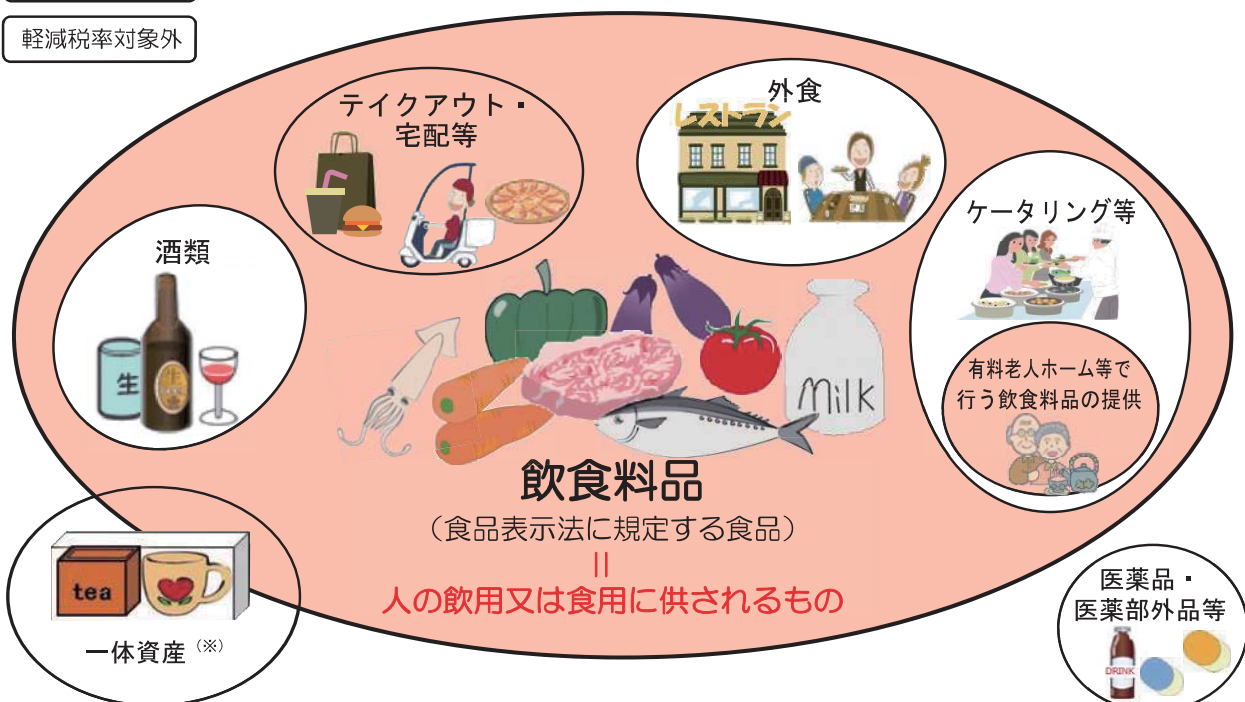 軽減税率対象外
テイクアウト・
宅配等
外食
レストラン
酒類
生
ケータリング等
有料老人ホーム等で
行う飲食料品の提供
Milk
飲食料品
（食品表示法に規定する食品）
＝
人の飲用又は食用に供されるもの
tea
一体資産（※）
医薬品・
医薬部外品等
DRINK